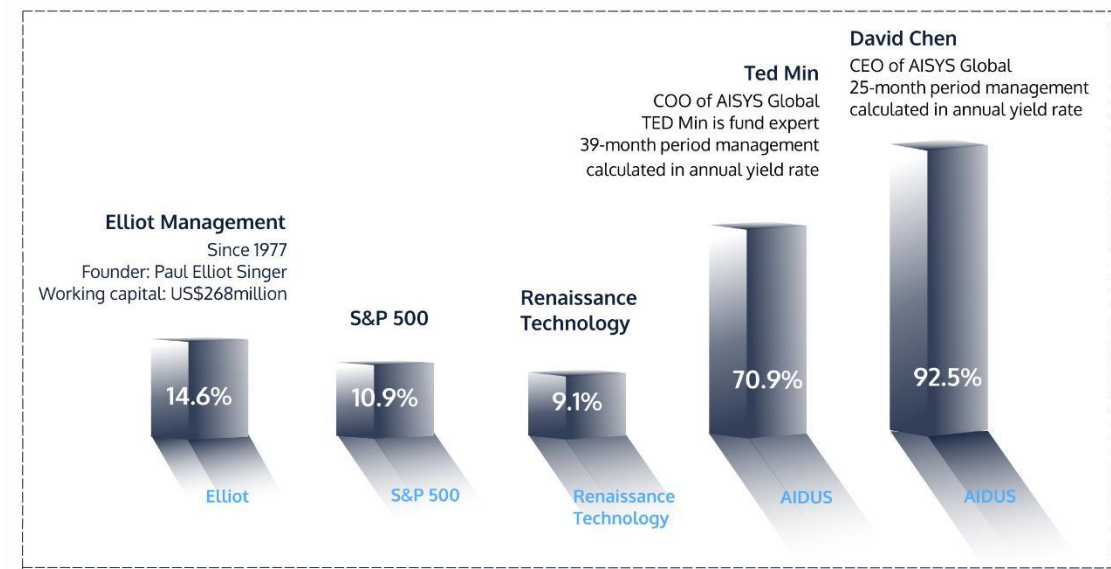 Elliot Management
Since 1977
Founder: Paul Elliot Singer
Working capital: US$268million
14.6%
Elliot
S&P 500
10.9%
S&P 500
Renaissance
Technology
9.1%
Renaissance
Technology
Ted Min
COO of AISYS Global
TED Min is fund expert
39-month period management
calculated in annual yield rate
70.9%
AIDUS
David Chen
CEO of AISYS Global
25-month period management
calculated in annual yield rate
92.5%
AIDUS